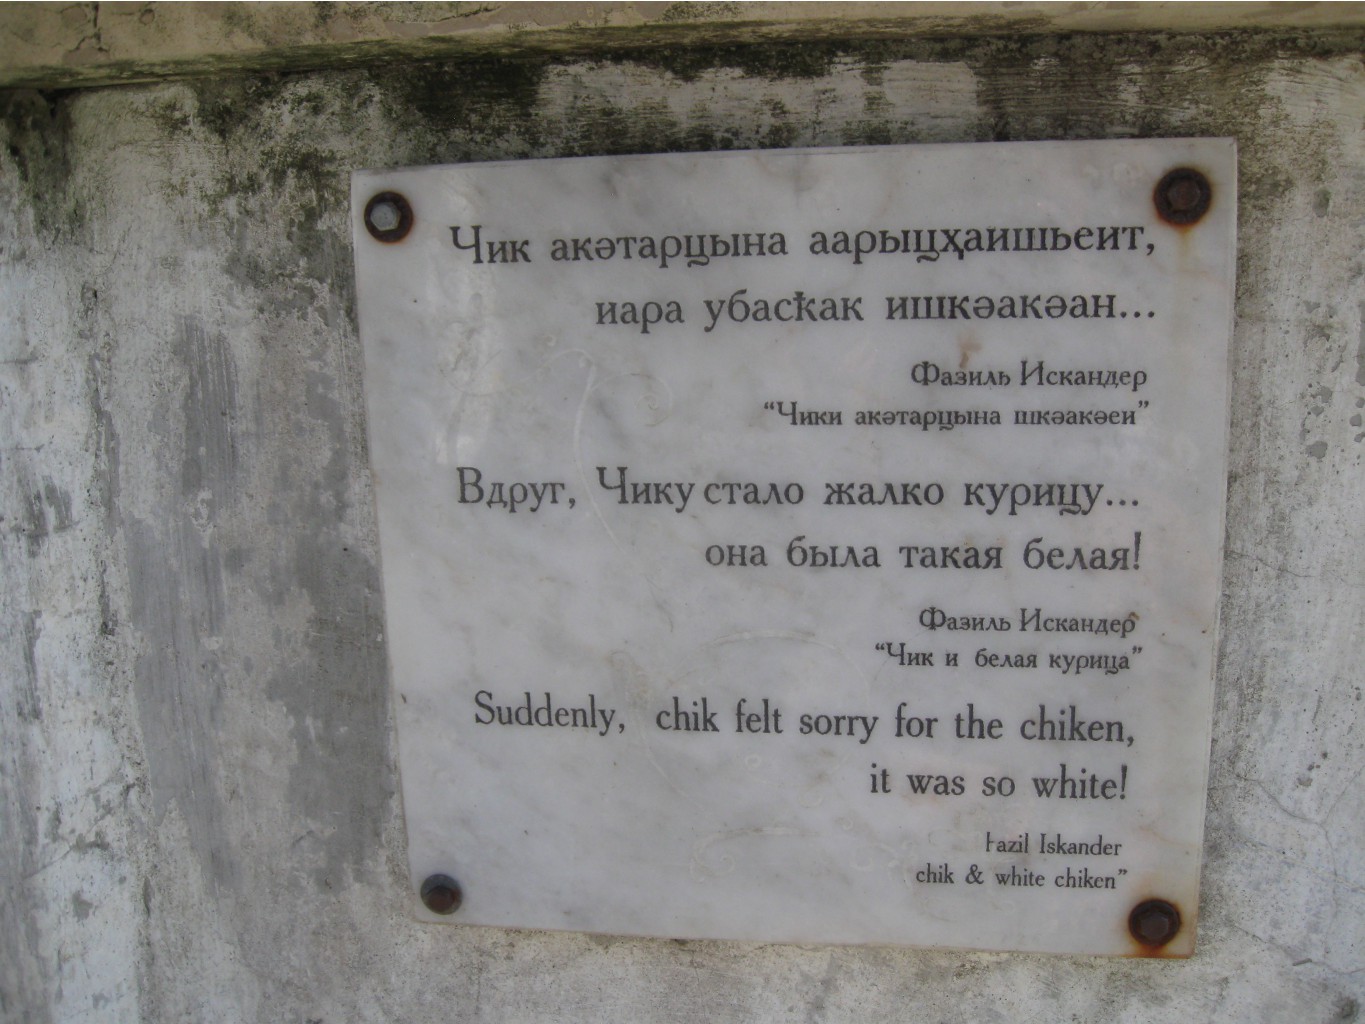 Чик акәтарцына аарыцҳаишьеит,
иара убасҟак ишкәакәан...
Фазиль Искандер
“Чики акәтарцына шкәакәеи”
Вдруг, Чику стало жалко курицу...
она была такая белая!
Фазиль Искандер
“Чик и белая курица”
Suddenly, chik felt sorry for the chiken,
it was so white!
Fazil Iskander
chik & white chiken”